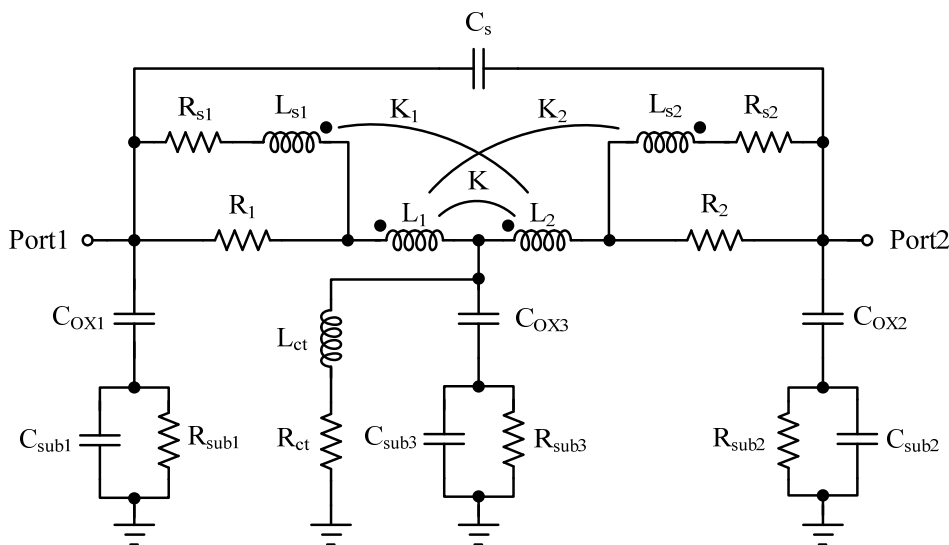 Cs
Rs1 Ls1 K1 K2 Ls2 Rs2
K
R1 L1 L2 R2
Port1 Port2
COX1 COX3 COX2
Lct
Csub1 Rsub1 Rct Csub3 Rsub3 Rsub2 Csub2